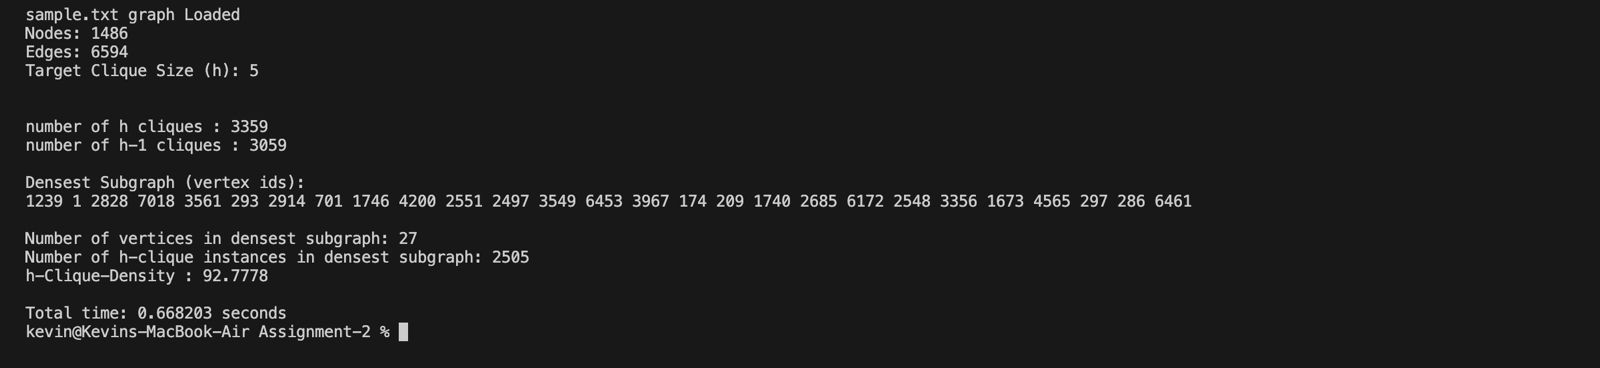 sample.txt graph Loaded
Nodes: 1486
Edges: 6594
Target Clique Size (h): 5
number of h cliques : 3359
number of h-1 cliques : 3059
Densest Subgraph (vertex ids):
1239 1 2828 7018 3561 293 2914 701 1746 4200 2551 2497 3549 6453 3967 174 209 1740 2685 6172 2548 3356 1673 4565 297 286 6461
Number of vertices in densest subgraph: 27
Number of h-clique instances in densest subgraph: 2505
h-Clique-Density : 92.7778
Total time: 0.668203 seconds
kevin@Kevins-MacBook-Air Assignment-2 %